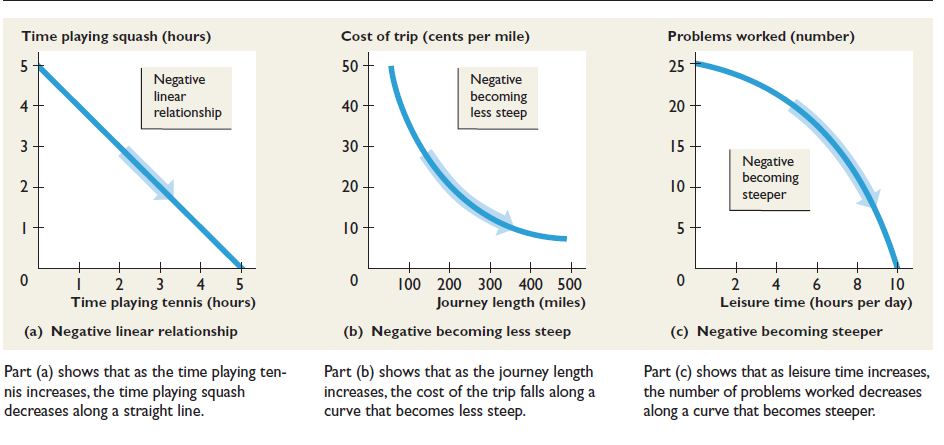 Time playing squash (hours)
5
4
3
2
1
0
1 2 3 4 5
Time playing tennis (hours)
Negative
linear
relationship
(a) Negative linear relationship
Cost of trip (cents per mile)
50
40
30
20
10
0
100 200 300 400 500
Journey length (miles)
Negative
becoming
less steep
(b) Negative becoming less steep
Problems worked (number)
25
20
15
10
5
0
2 4 6 8 10
Leisure time (hours per day)
Negative
becoming
steeper
(c) Negative becoming steeper
Part (a) shows that as the time playing ten-
nis increases, the time playing squash
decreases along a straight line.
Part (b) shows that as the journey length
increases, the cost of the trip falls along a
curve that becomes less steep.
Part (c) shows that as leisure time increases,
the number of problems worked decreases
along a curve that becomes steeper.